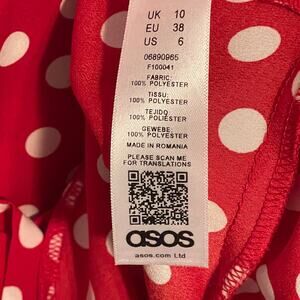 UK 10
EU 38
US 6
06890965
F100041
FABRIC:
100% POLYESTER
TISSU:
100% POLYESTER
TEJIDO:
100% POLIÉSTER
GEWEBE:
100% POLYESTER
MADE IN ROMANIA
PLEASE SCAN ME
FOR TRANSLATIONS
asos
asos.com Ltd